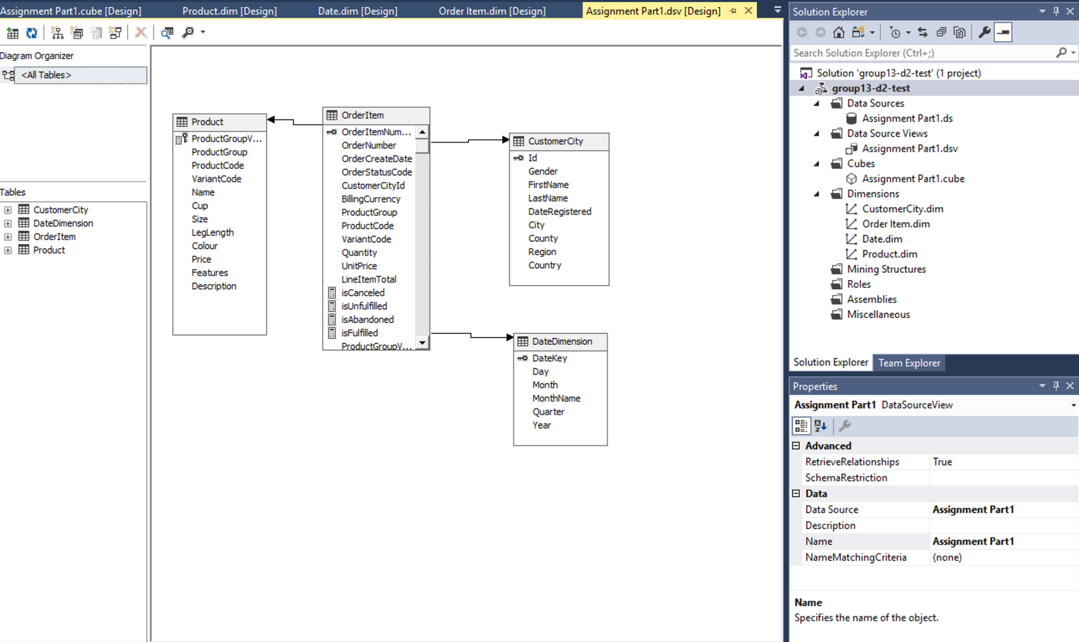 Assignment Part1.cube [Design]
Product.dim [Design]
Date.dim [Design]
Order Item.dim [Design]
Assignment Part1.dsv [Design]
Diagram Organizer
<All Tables>
Tables
CustomerCity
DateDimension
OrderItem
Product
Product
ProductGroupV...
ProductGroup
ProductCode
VariantCode
Name
Cup
Size
LegLength
Colour
Price
Features
Description
OrderItem
OrderItemNum...
OrderNumber
OrderCreateDate
OrderStatusCode
CustomerCityId
BillingCurrency
ProductGroup
ProductCode
VariantCode
Quantity
UnitPrice
LineItemTotal
isCanceled
isUnfulfilled
isAbandoned
isFulfilled
ProductGroupV...
CustomerCity
Id
Gender
FirstName
LastName
DateRegistered
City
County
Region
Country
DateDimension
DateKey
Day
Month
MonthName
Quarter
Year
Solution Explorer
Search Solution Explorer (Ctrl+;)
Solution 'group13-d2-test' (1 project)
group13-d2-test
Data Sources
Assignment Part1.ds
Data Source Views
Assignment Part1.dsv
Cubes
Assignment Part1.cube
Dimensions
CustomerCity.dim
Order Item.dim
Date.dim
Product.dim
Mining Structures
Roles
Assemblies
Miscellaneous
Solution Explorer Team Explorer
Properties
Assignment Part1 DataSourceView
Advanced
RetrieveRelationships True
SchemaRestriction
Data
Data Source Assignment Part1
Description
Name Assignment Part1
NameMatchingCriteria (none)
Name
Specifies the name of the object.